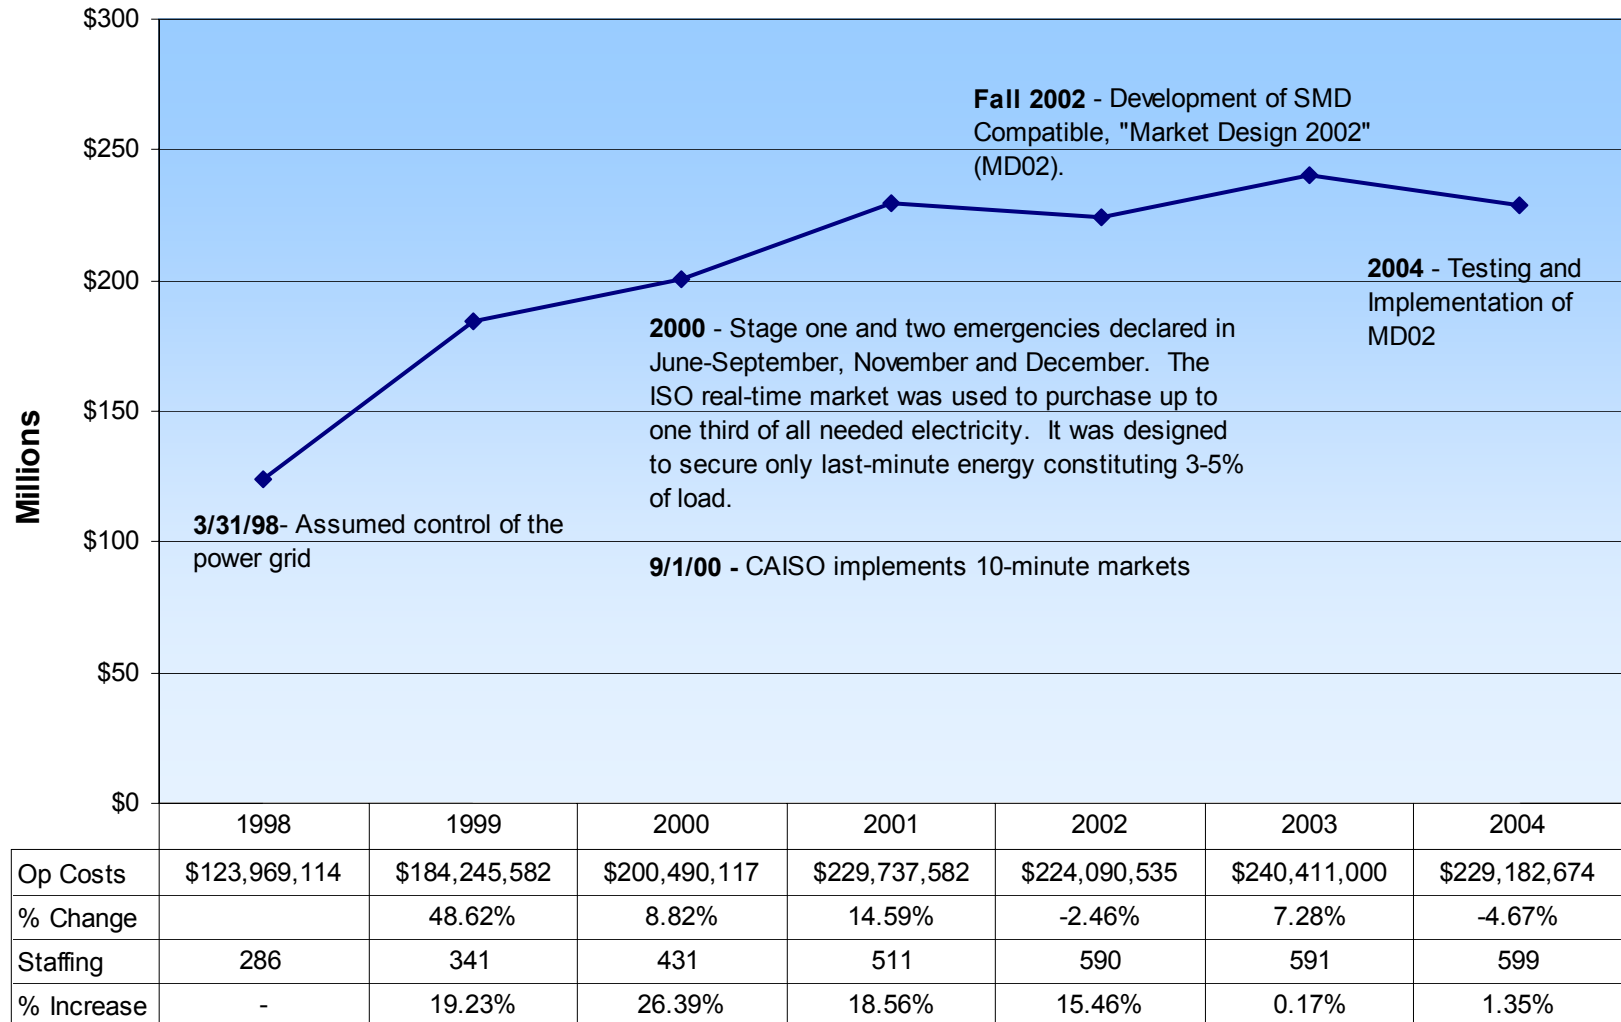 $300
$250
$200
$150
$100
$50
$0
Millions
Fall 2002 - Development of SMD
Compatible, "Market Design 2002"
(MD02).
2004 - Testing and
Implementation of
MD02
2000 - Stage one and two emergencies declared in
June-September, November and December. The
ISO real-time market was used to purchase up to
one third of all needed electricity. It was designed
to secure only last-minute energy constituting 3-5%
of load.
3/31/98- Assumed control of the
power grid
9/1/00 - CAISO implements 10-minute markets
1998 1999 2000 2001 2002 2003 2004
Op Costs $123,969,114 $184,245,582 $200,490,117 $229,737,582 $224,090,535 $240,411,000 $229,182,674
% Change 48.62% 8.82% 14.59% -2.46% 7.28% -4.67%
Staffing 286 341 431 511 590 591 599
% Increase - 19.23% 26.39% 18.56% 15.46% 0.17% 1.35%